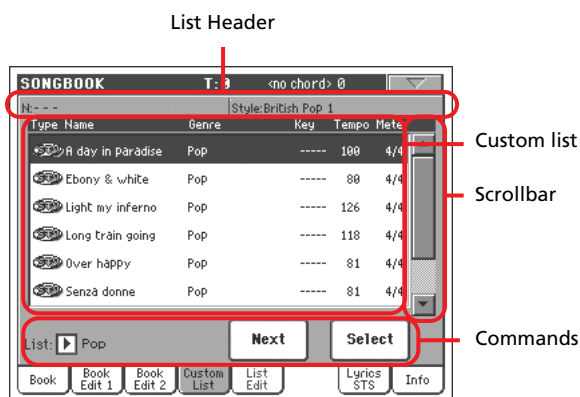 List Header
SONGBOOK T:0 <no chord> 0
N:--- Style:British Pop 1
Type Name Genre Key Tempo Meter
A day in paradise Pop ----- 100 4/4
Ebony & white Pop ----- 80 4/4
Light my inferno Pop ----- 126 4/4
Long train going Pop ----- 118 4/4
Over happy Pop ----- 81 4/4
Senza donne Pop ----- 81 4/4
Custom list
Scrollbar
List: Pop Next Select
Commands
Book Book Edit 1 Book Edit 2 Custom List List Edit Lyrics STS Info